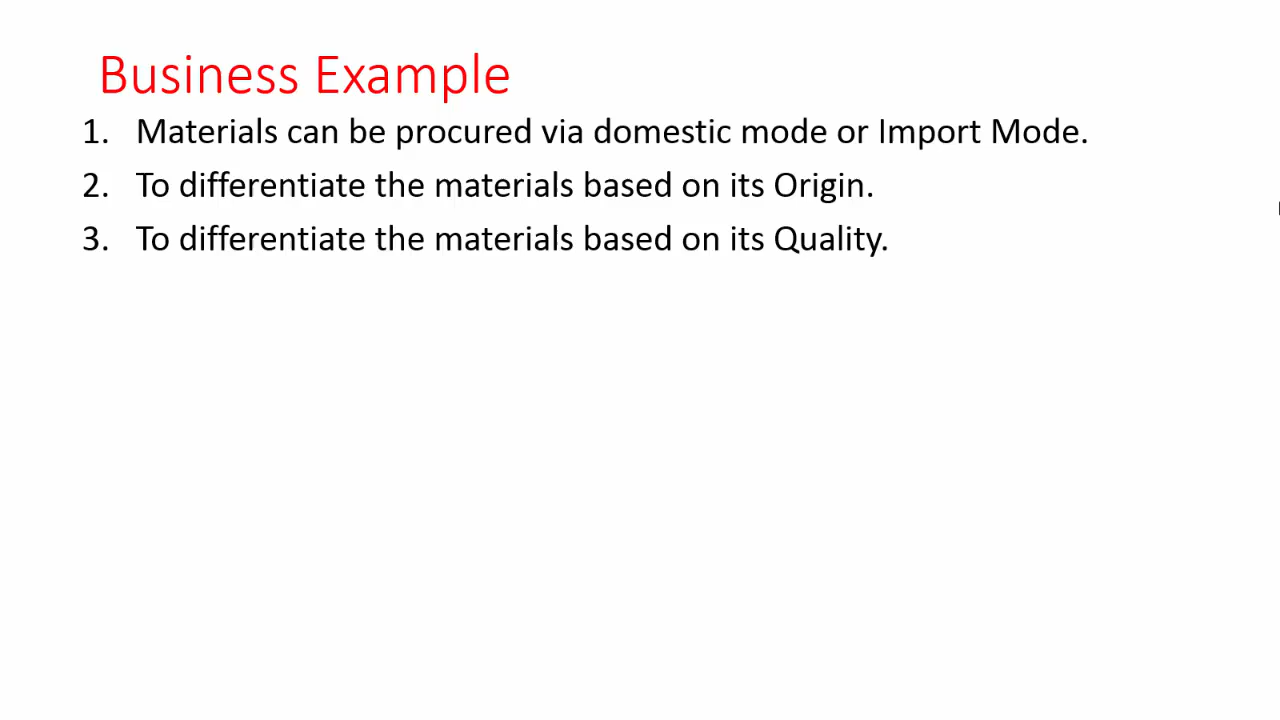 Business Example
1. Materials can be procured via domestic mode or Import Mode.
2. To differentiate the materials based on its Origin.
3. To differentiate the materials based on its Quality.